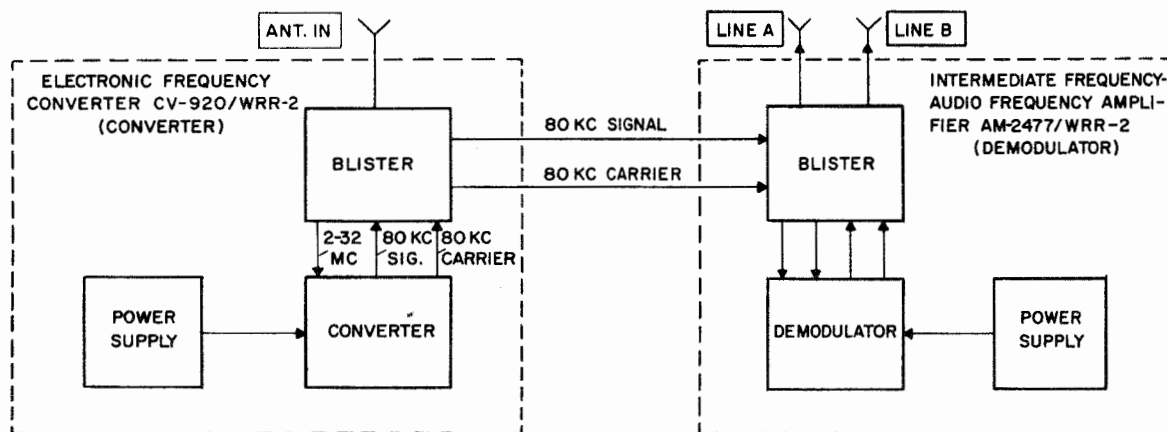 ANT. IN
LINE A
LINE B
ELECTRONIC FREQUENCY
CONVERTER CV-920/WRR-2
(CONVERTER)
INTERMEDIATE FREQUENCY-
AUDIO FREQUENCY AMPLI-
FIER AM-2477/WRR-2
(DEMODULATOR)
80 KC SIGNAL
BLISTER
BLISTER
80 KC CARRIER
2-32
MC
80 KC
SIG.
80 KC
CARRIER
POWER
SUPPLY
CONVERTER
DEMODULATOR
POWER
SUPPLY